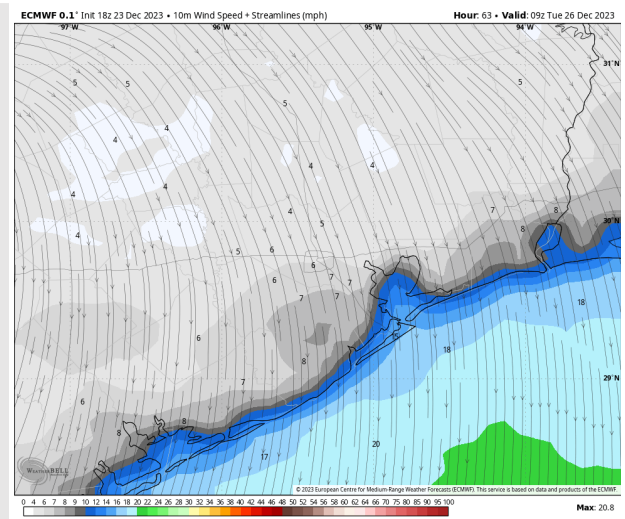 ECMWF 0.1° Init 18z 23 Dec 2023 • 10m Wind Speed + Streamlines (mph) Hour: 63 • Valid: 09z Tue 26 Dec 2023
97°W 96°W 95°W 94°W
31°N
5 5 5
5
4 4
4 4
4
4
4 7 8
30°N
5 8
4
5 6
6 7
6 7
7 7
18
6 15
18
8
29°N
7
6
8
8
20
17
WeatherBELL
© 2023 European Centre for Medium-Range Weather Forecasts (ECMWF). This service is based on data and products of the ECMWF.
0 4 6 7 8 9 10 12 14 16 18 20 22 24 26 28 30 32 34 36 38 40 42 44 46 48 50 52 54 56 58 60 62 64 66 70 75 80 85 90 95 100
Max: 20.8